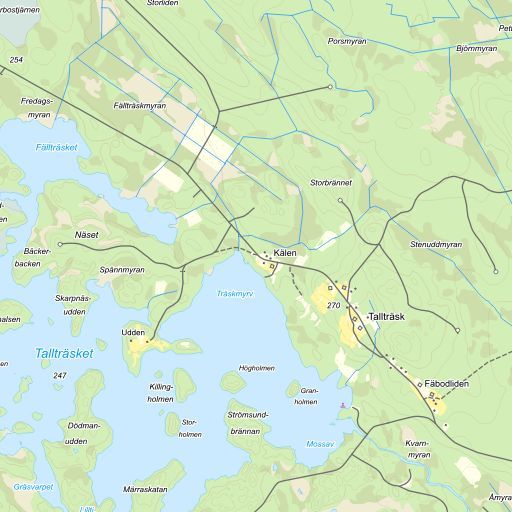 Storliden
rbostjärnen
Porsmyran
Björnmyran
254
Fredags-
myran
Fällträskmyran
Fällträsket
Storbrännet
Näset
Stenuddmyran
Bäcker-
backen
Kälen
Spännmyran
Träskmyrv.
Skarpnäs-
udden
270
Tallträsk
Udden
Tallträsket
247
Högholmen
Fäbodliden
Killing-
holmen
Gran-
holmen
Strömsund-
brännan
Stor-
holmen
Dödman-
udden
Mossav.
Kvarn-
myran
Gräsvarpet
Märraskatan
Åmyra